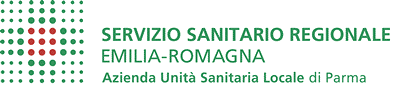 SERVIZIO SANITARIO REGIONALE
EMILIA-ROMAGNA
Azienda Unità Sanitaria Locale di Parma